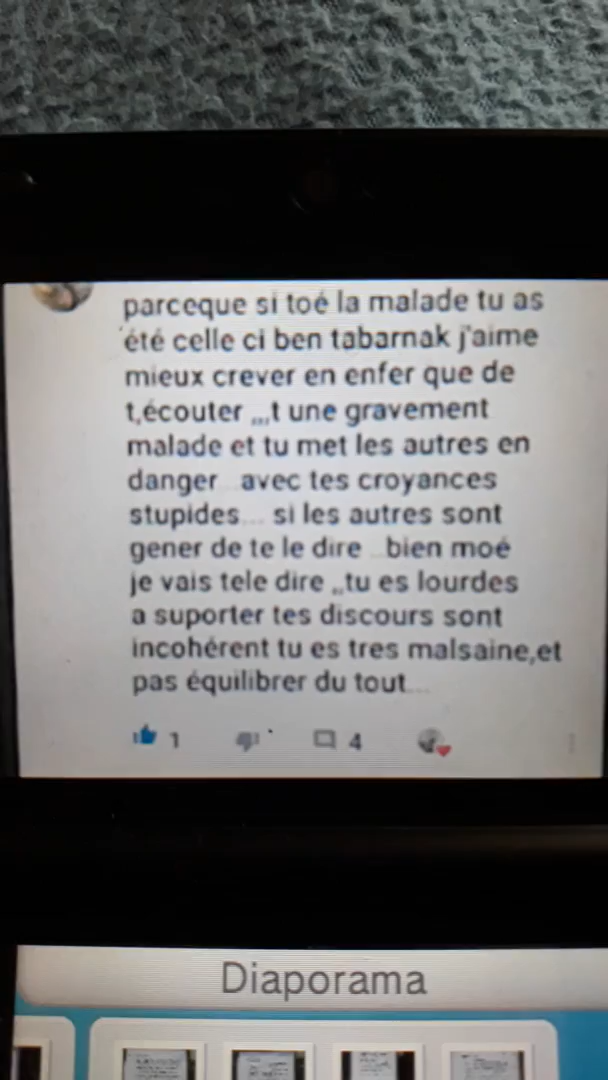 parceque si toé la malade tu as
été celle ci ben tabarnak j'aime
mieux crever en enfer que de
t,écouter ,,,t une gravement
malade et tu met les autres en
danger avec tes croyances
stupides... si les autres sont
gener de te le dire bien moé
je vais tele dire ,,tu es lourdes
a suporter tes discours sont
incohérent tu es tres malsaine,et
pas équilibrer du tout...
1 4
Diaporama